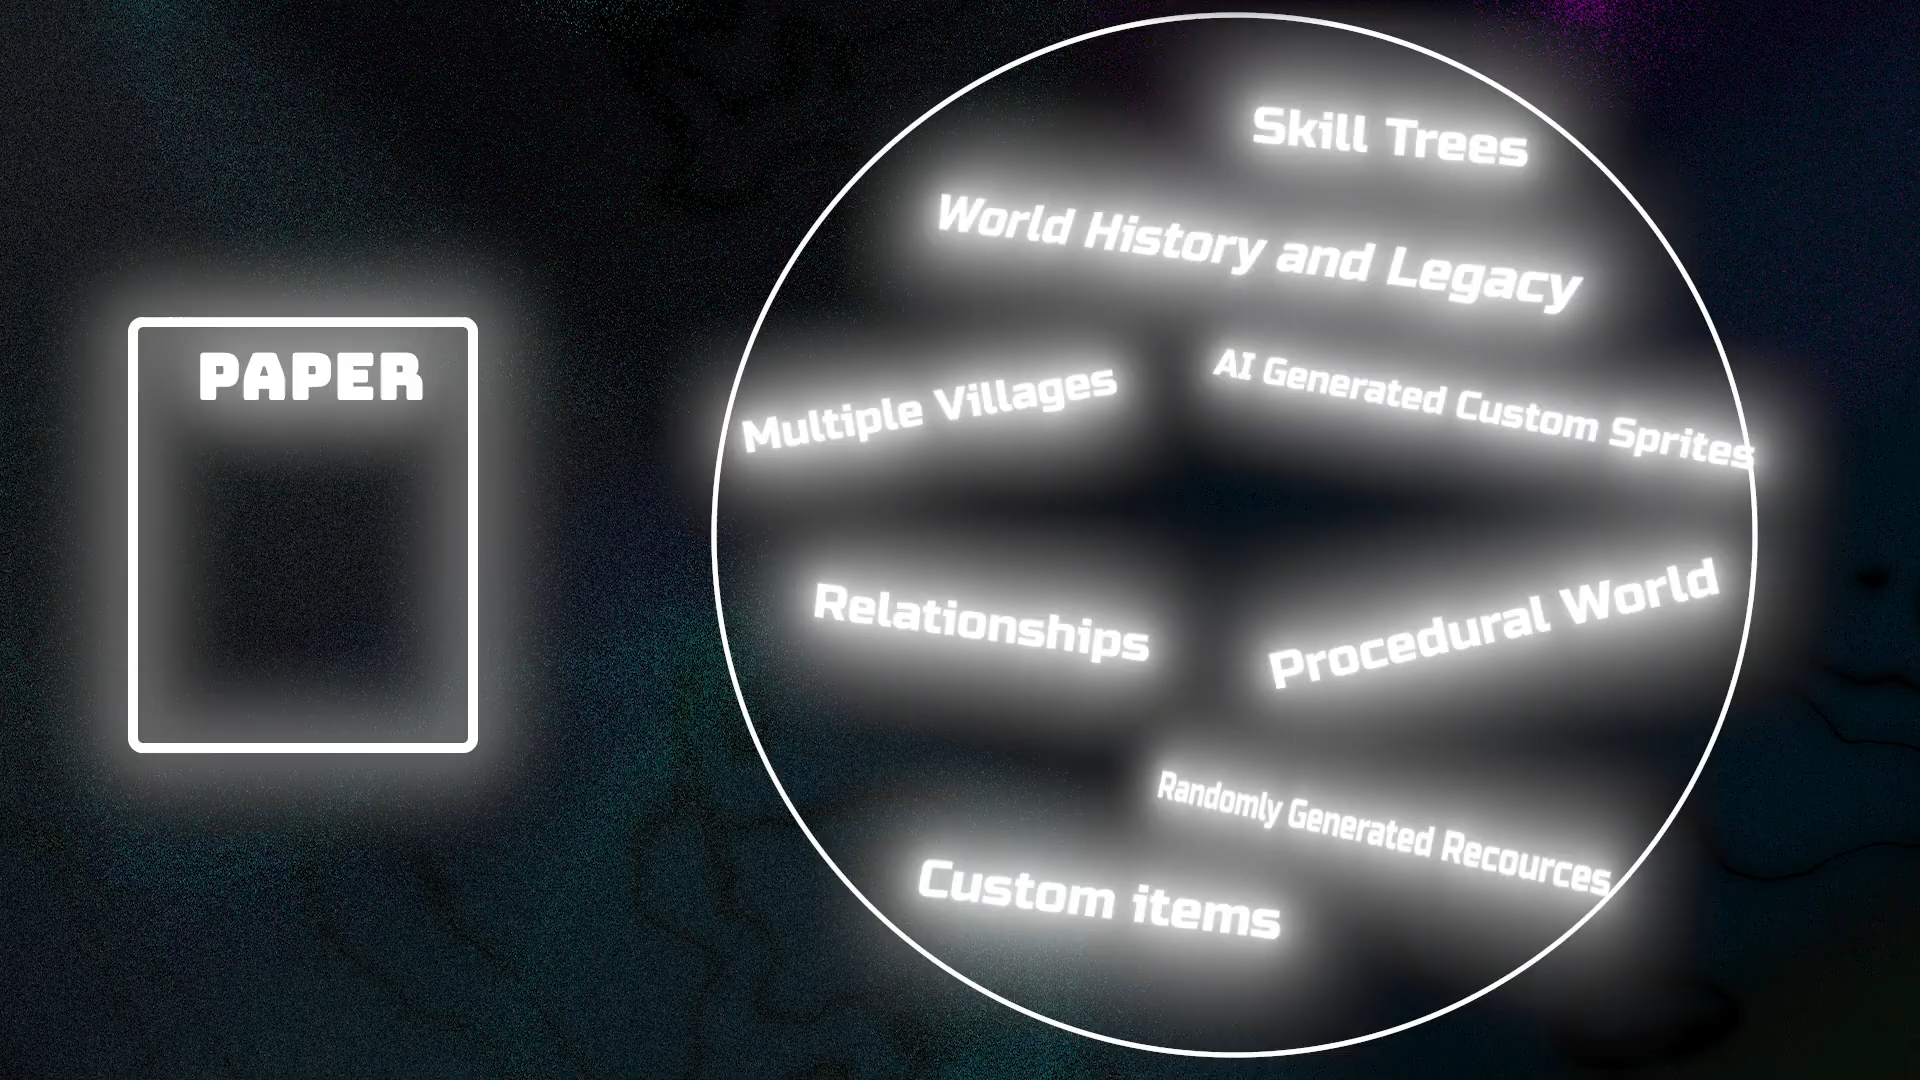 PAPER
Skill Trees
World History and Legacy
Multiple Villages
AI Generated Custom Sprites
Relationships
Procedural World
Randomly Generated Recources
Custom items